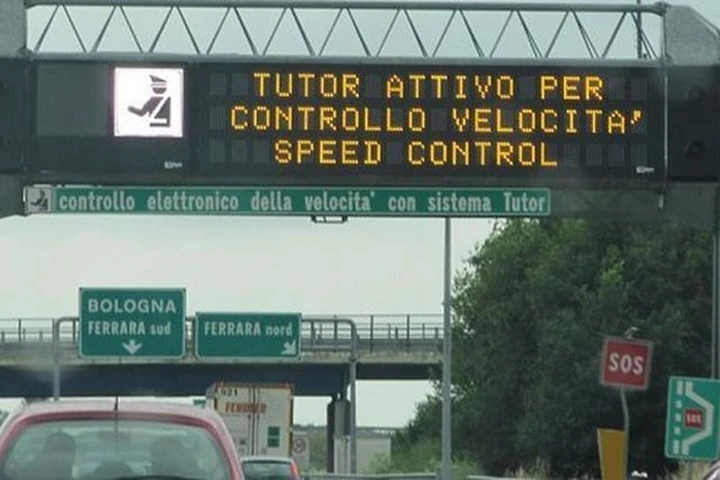 TUTOR ATTIVO PER
CONTROLLO VELOCITA'
SPEED CONTROL
controllo elettronico della velocita' con sistema Tutor
BOLOGNA
FERRARA sud
FERRARA nord
SOS
SOS